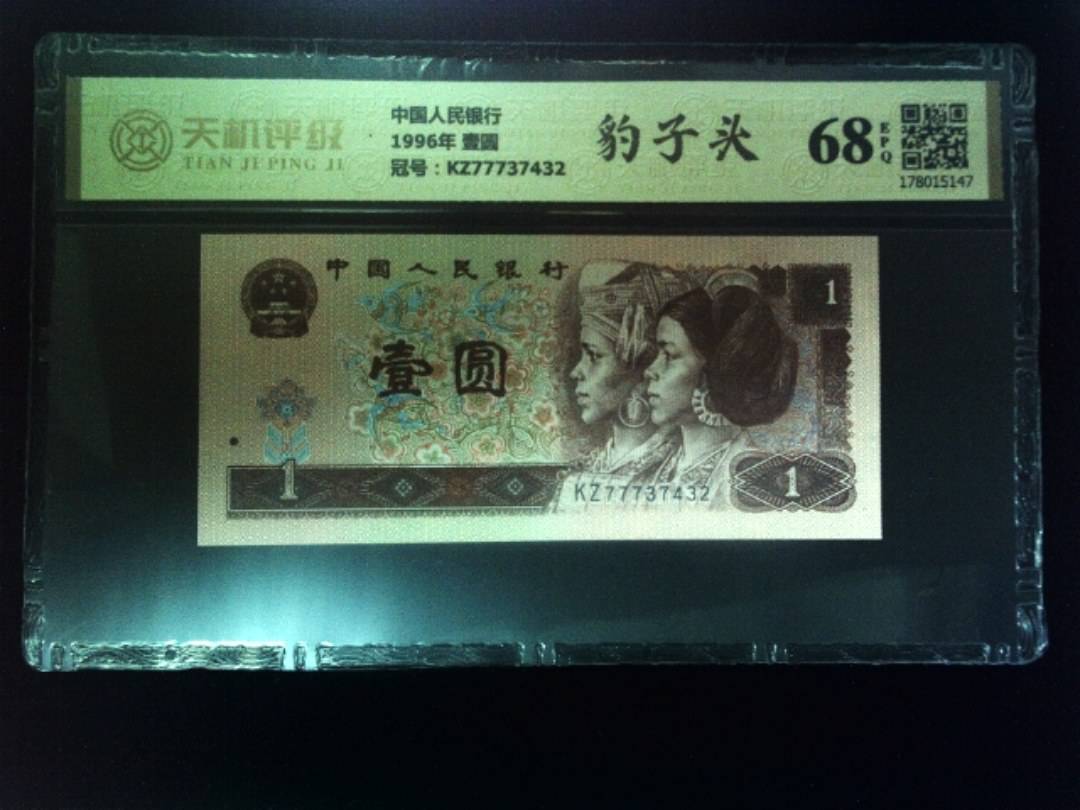 天机评级
TIAN JI PING JI
中国人民银行
1996年 壹圆
冠号：KZ77737432
豹子头
68
EPQ
178015147
中国人民银行
1
壹圆
1
KZ77737432
1